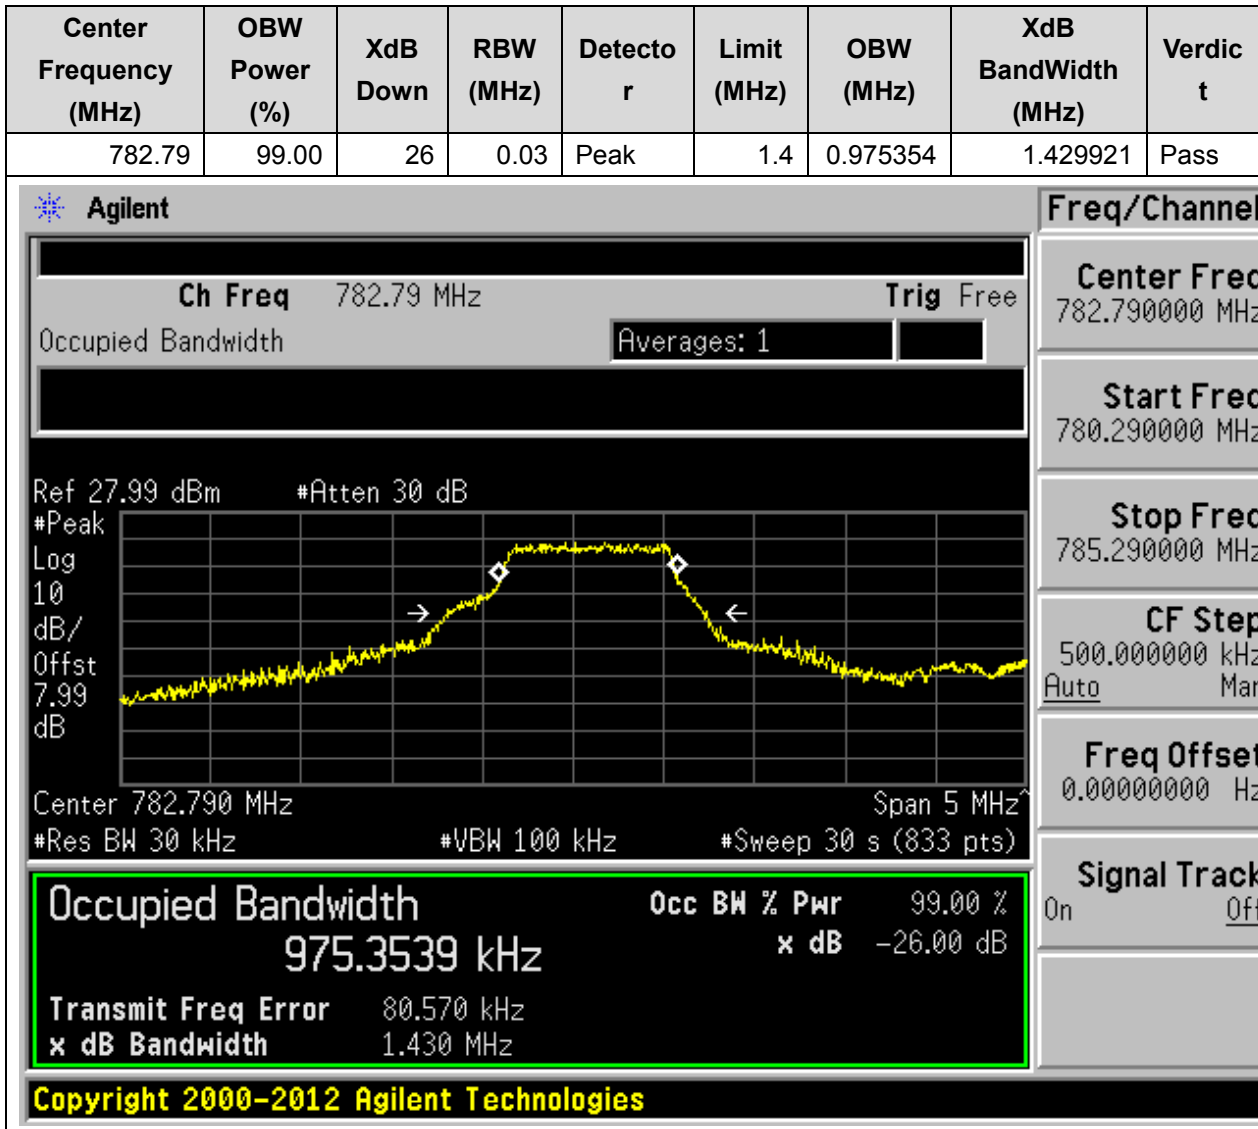 Center Frequency (MHz) OBW Power (%) XdB Down RBW (MHz) Detecto r Limit (MHz) OBW (MHz) XdB BandWidth (MHz) Verdic t
782.79 99.00 26 0.03 Peak 1.4 0.975354 1.429921 Pass
Agilent
Freq/Channel
Ch Freq 782.79 MHz Trig Free
Occupied Bandwidth Averages: 1
Center Freq
782.790000 MHz
Start Freq
780.290000 MHz
Stop Freq
785.290000 MHz
CF Step
500.000000 kHz
Auto Man
Freq Offset
0.00000000 Hz
Signal Track
On Off
Ref 27.99 dBm #Atten 30 dB
#Peak
Log
10
dB/
Offst
7.99
dB
Center 782.790 MHz Span 5 MHz^
#Res BW 30 kHz #VBW 100 kHz #Sweep 30 s (833 pts)
Occupied Bandwidth Occ BW % Pwr 99.00 %
975.3539 kHz x dB -26.00 dB
Transmit Freq Error 80.570 kHz
x dB Bandwidth 1.430 MHz
Copyright 2000-2012 Agilent Technologies